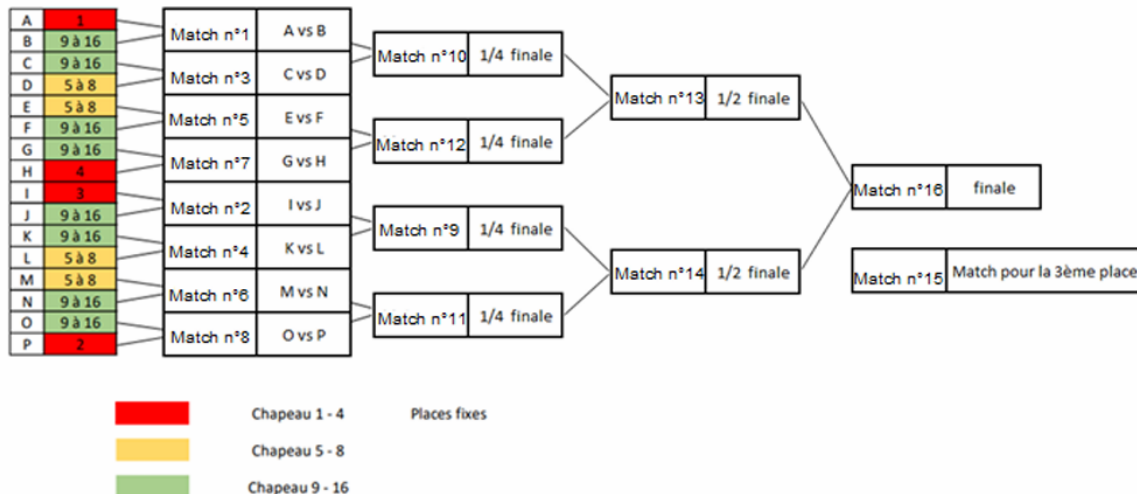 A 1
B 9 à 16
C 9 à 16
D 5 à 8
E 5 à 8
F 9 à 16
G 9 à 16
H 4
I 3
J 9 à 16
K 9 à 16
L 5 à 8
M 5 à 8
N 9 à 16
O 9 à 16
P 2
Match n°1 A vs B
Match n°3 C vs D
Match n°5 E vs F
Match n°7 G vs H
Match n°2 I vs J
Match n°4 K vs L
Match n°6 M vs N
Match n°8 O vs P
Match n°10 1/4 finale
Match n°12 1/4 finale
Match n°9 1/4 finale
Match n°11 1/4 finale
Match n°13 1/2 finale
Match n°14 1/2 finale
Match n°16 finale
Match n°15 Match pour la 3ème place
Chapeau 1 - 4 Places fixes
Chapeau 5 - 8
Chapeau 9 - 16